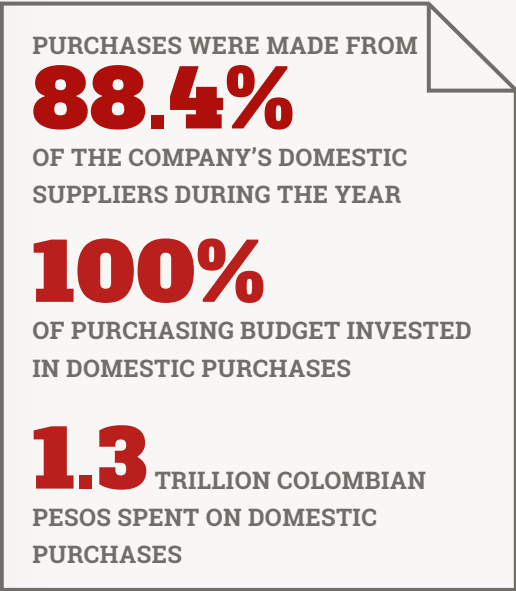 PURCHASES WERE MADE FROM
88.4%
OF THE COMPANY'S DOMESTIC
SUPPLIERS DURING THE YEAR
100%
OF PURCHASING BUDGET INVESTED
IN DOMESTIC PURCHASES
1.3 TRILLION COLOMBIAN
PESOS SPENT ON DOMESTIC
PURCHASES